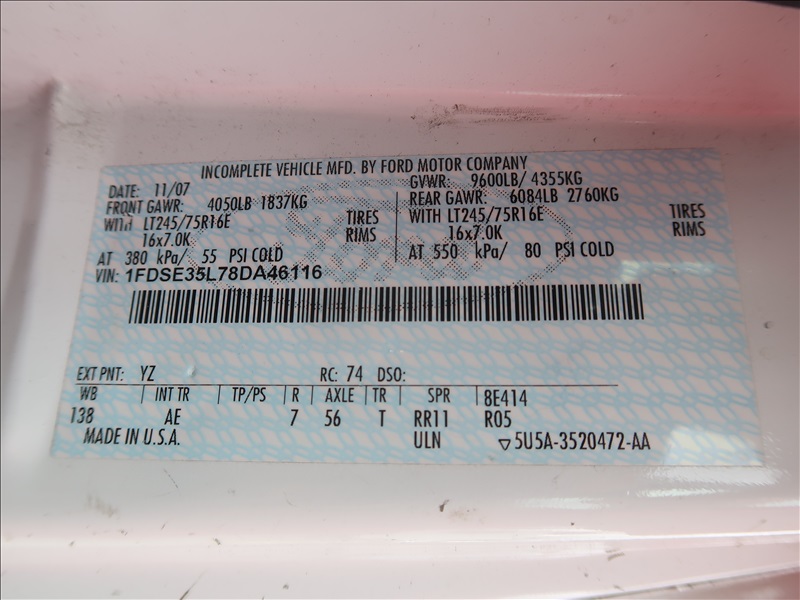 INCOMPLETE VEHICLE MFD. BY FORD MOTOR COMPANY
DATE: 11/07 GVWR: 9600LB/ 4355KG
FRONT GAWR: 4050LB 1837KG REAR GAWR: 6084LB 2760KG
WITH LT245/75R16E TIRES WITH LT245/75R16E TIRES
16x7.0K RIMS 16x7.0K RIMS
AT 380 kPa/ 55 PSI COLD AT 550 kPa/ 80 PSI COLD
VIN: 1FDSE35L78DA46116
EXT PNT: YZ RC: 74 DSO:
WB INT TR TP/PS R AXLE TR SPR 8E414
138 AE 7 56 T RR11 R05
MADE IN U.S.A. ULN ▽5U5A-3520472-AA